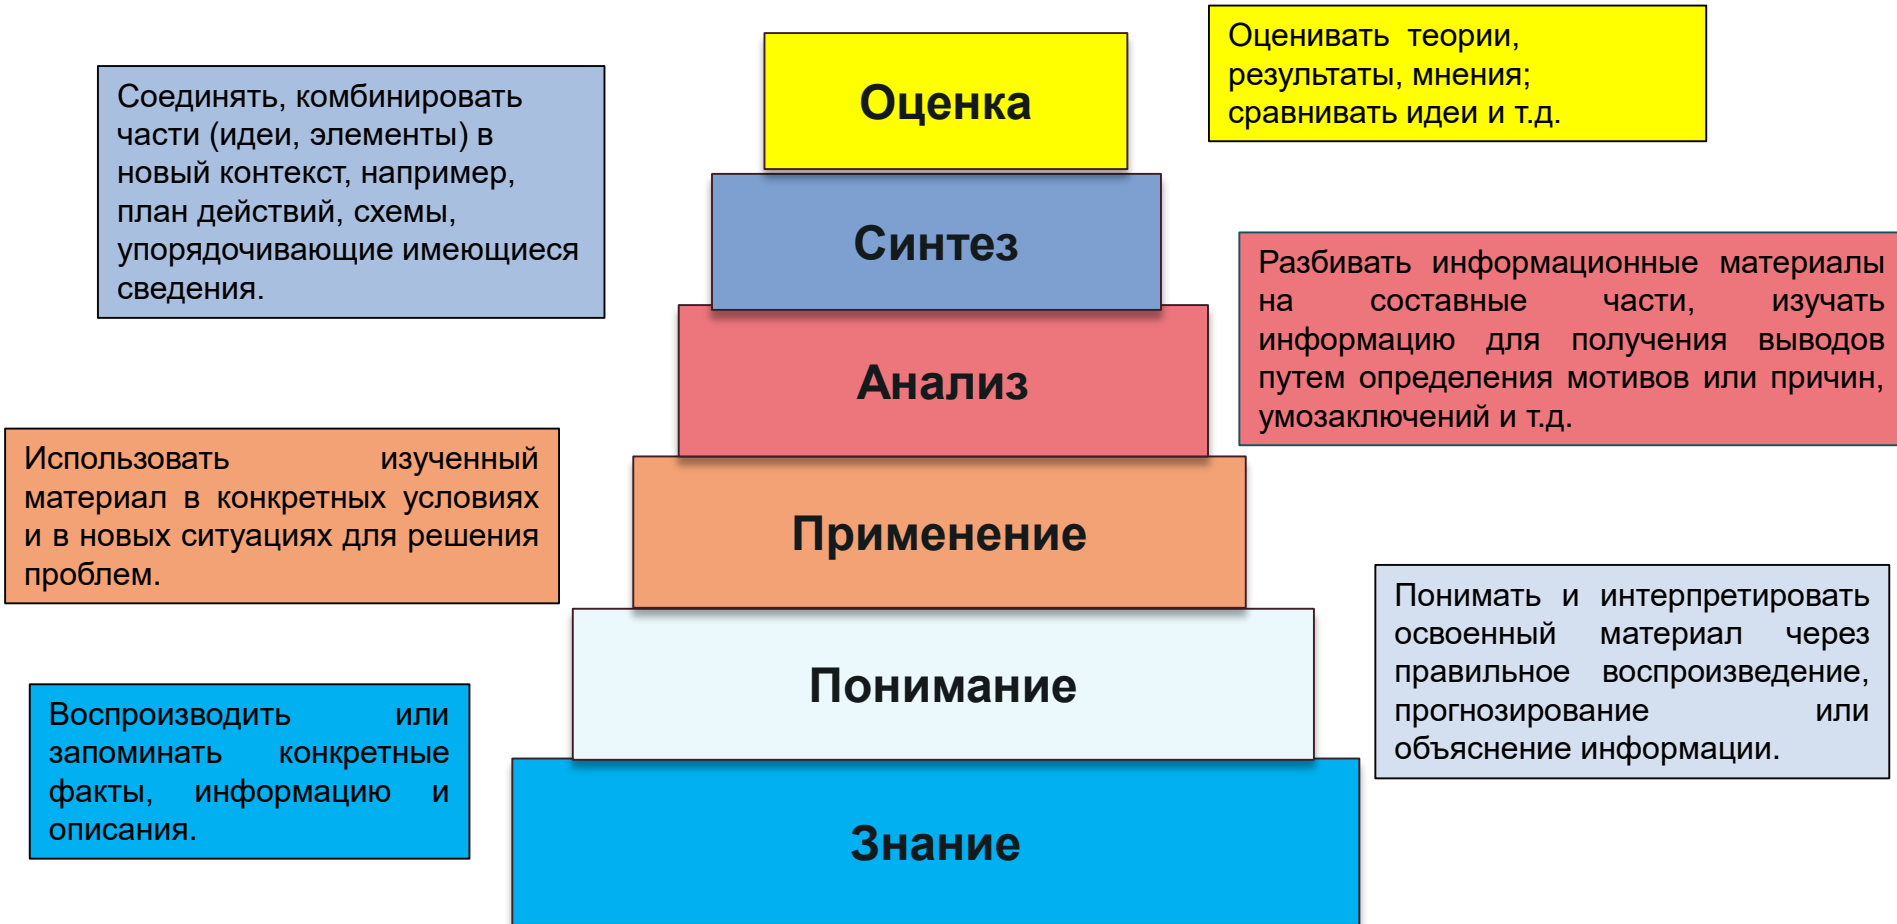 Оценивать теории,
результаты, мнения;
сравнивать идеи и т.д.
Оценка
Соединять, комбинировать
части (идеи, элементы) в
новый контекст, например,
план действий, схемы,
упорядочивающие имеющиеся
сведения.
Синтез
Разбивать информационные материалы
на составные части, изучать
информацию для получения выводов
путем определения мотивов или причин,
умозаключений и т.д.
Анализ
Использовать изученный
материал в конкретных условиях
и в новых ситуациях для решения
проблем.
Применение
Понимать и интерпретировать
освоенный материал через
правильное воспроизведение,
прогнозирование или
объяснение информации.
Понимание
Воспроизводить или
запоминать конкретные
факты, информацию и
описания.
Знание